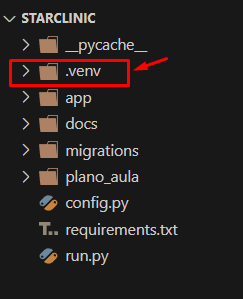 STARCLINIC
__pycache__
.venv
app
docs
migrations
plano_aula
config.py
requirements.txt
run.py